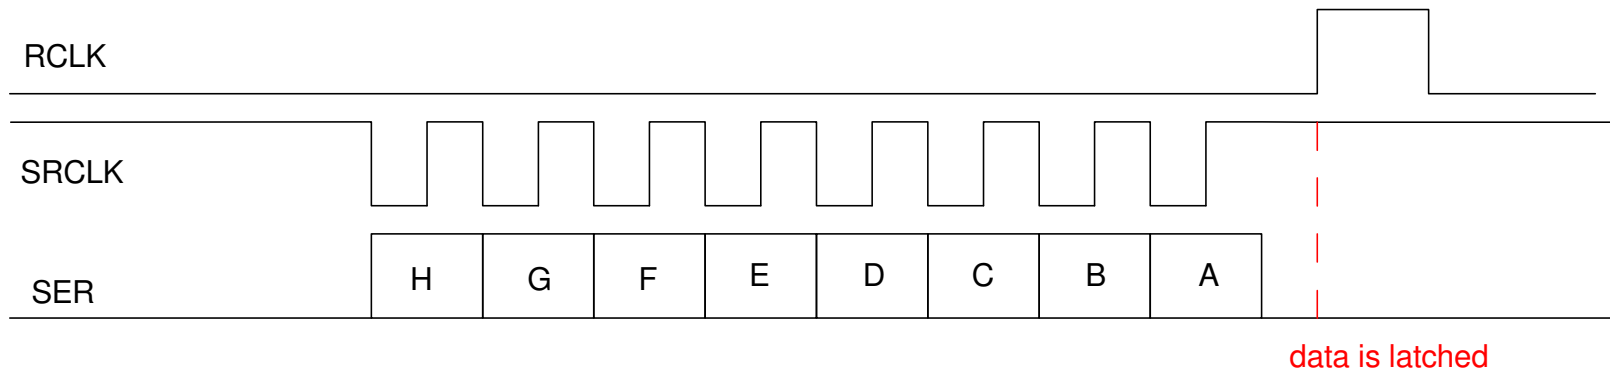 RCLK
SRCLK
SER
H G F E D C B A
data is latched